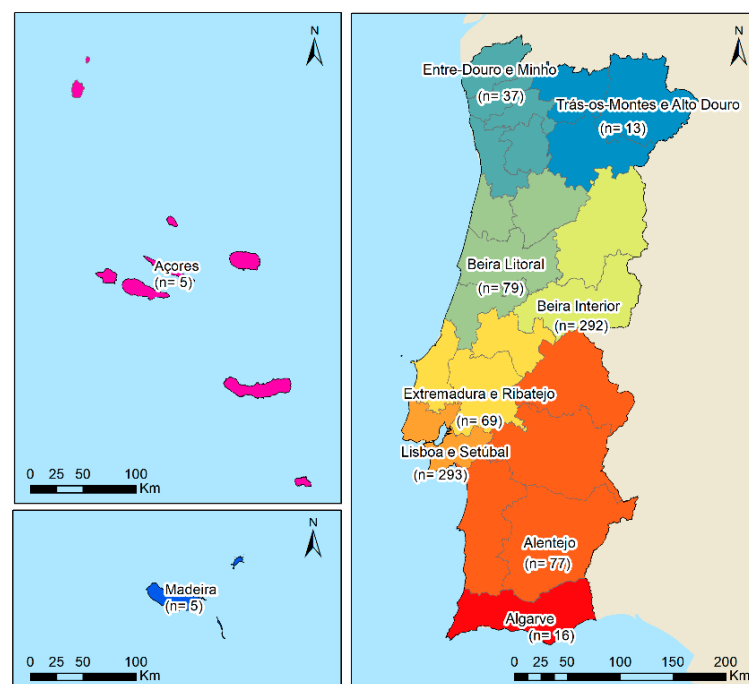 N
Açores
(n= 5)
0 25 50 100
Km
N
Madeira
(n= 5)
0 25 50 100
Km
N
Entre-Douro e Minho
(n= 37)
Trás-os-Montes e Alto Douro
(n= 13)
Beira Litoral
(n= 79)
Beira Interior
(n= 292)
Extremadura e Ribatejo
(n= 69)
Lisboa e Setúbal
(n= 293)
Alentejo
(n= 77)
Algarve
(n= 16)
0 50 100 150 200
Km